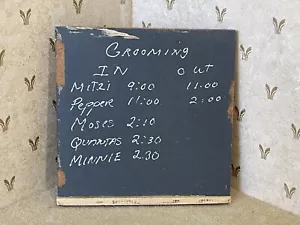 GROOMING
IN OUT
MITZI 9:00 11:00
Pepper 11:00 2:00
MOSES 2:10
QUANTAS 2:30
MINNIE 2.30